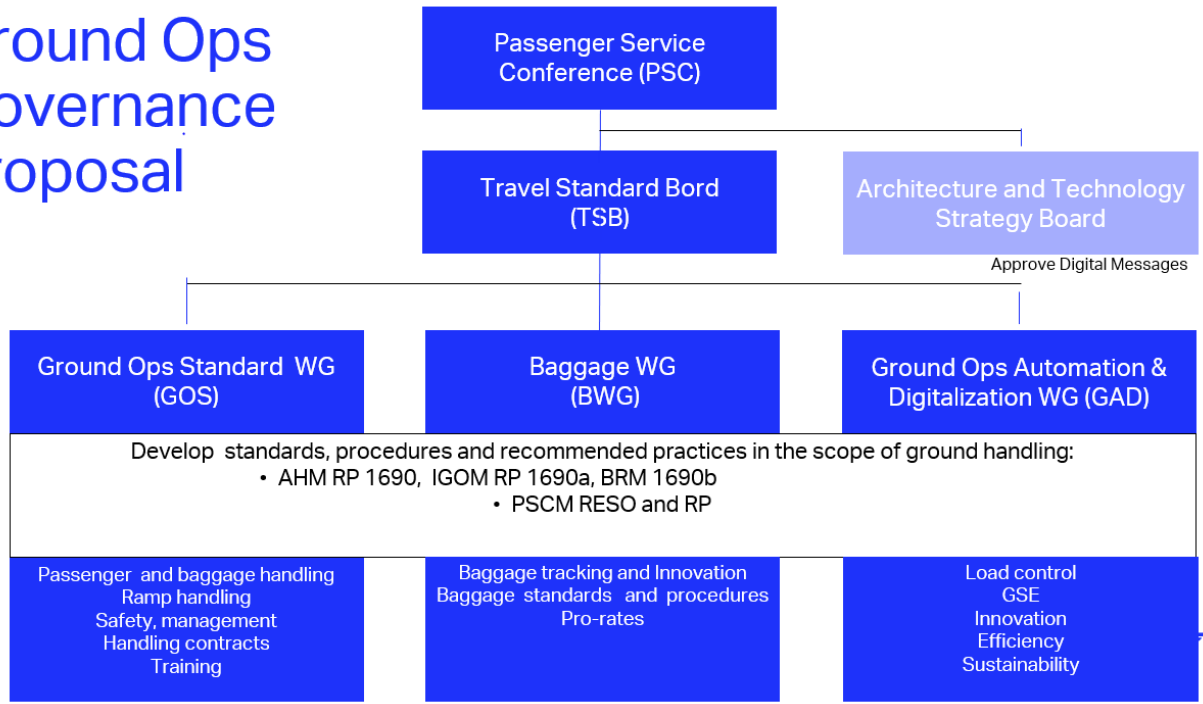 round Ops
overnance
roposal
Passenger Service
Conference (PSC)
Travel Standard Bord
(TSB)
Architecture and Technology
Strategy Board
Approve Digital Messages
Ground Ops Standard WG
(GOS)
Baggage WG
(BWG)
Ground Ops Automation &
Digitalization WG (GAD)
Develop standards, procedures and recommended practices in the scope of ground handling:
• AHM RP 1690, IGOM RP 1690a, BRM 1690b
• PSCM RESO and RP
Passenger and baggage handling
Ramp handling
Safety, management
Handling contracts
Training
Baggage tracking and Innovation
Baggage standards and procedures
Pro-rates
Load control
GSE
Innovation
Efficiency
Sustainability